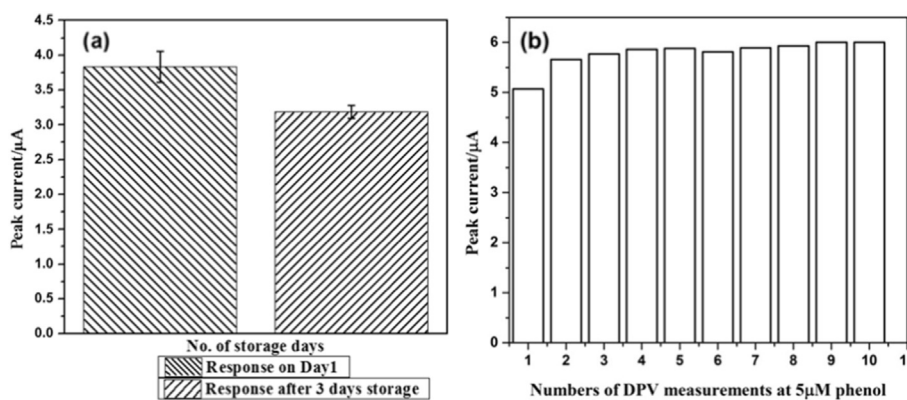 (a)
Peak current/µA
4.5
4.0
3.5
3.0
2.5
2.0
1.5
1.0
0.5
0.0
No. of storage days
Response on Day1
Response after 3 days storage
(b)
Peak current/µA
6
5
4
3
2
1
0
1 2 3 4 5 6 7 8 9 10 1
Numbers of DPV measurements at 5µM phenol